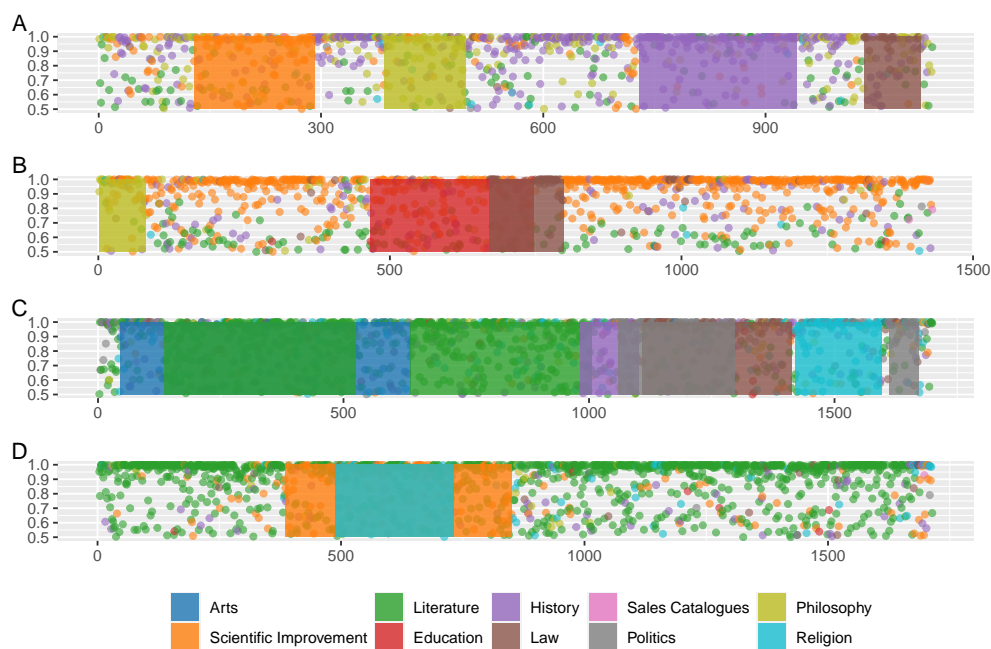 A
1.0
0.9
0.8
0.7
0.6
0.5
0 300 600 900
B
1.0
0.9
0.8
0.7
0.6
0.5
0 500 1000 1500
C
1.0
0.9
0.8
0.7
0.6
0.5
0 500 1000 1500
D
1.0
0.9
0.8
0.7
0.6
0.5
0 500 1000 1500
Arts Literature History Sales Catalogues Philosophy
Scientific Improvement Education Law Politics Religion